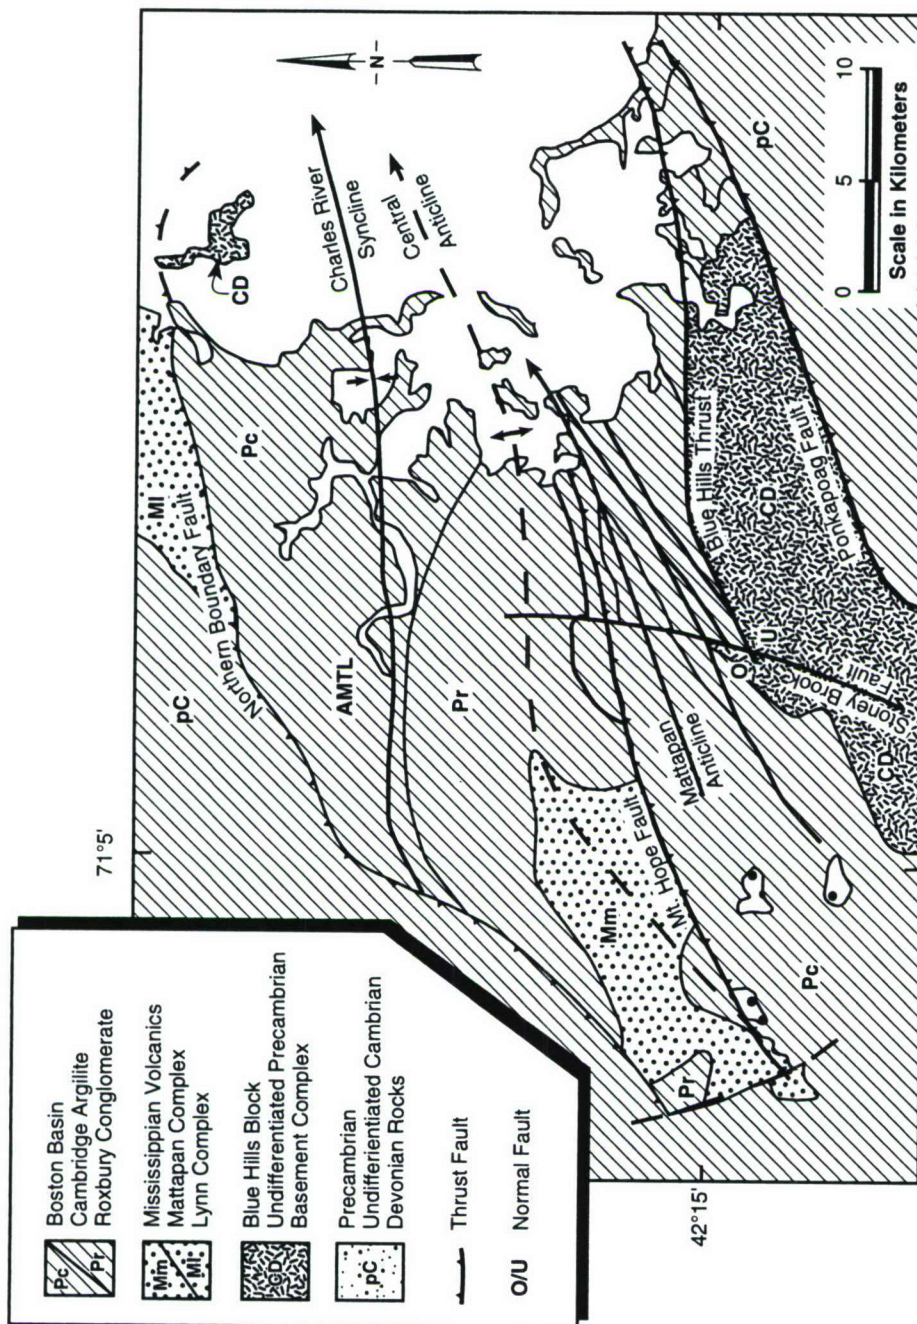 Pc
Pr
Boston Basin
Cambridge Argilite
Roxbury Conglomerate
Mm
Ml
Mississippian Volcanics
Mattapan Complex
Lynn Complex
CD
Blue Hills Block
Undifferentiated Precambrian
Basement Complex
pC
Precambrian
Undifferientiated Cambrian
Devonian Rocks
Thrust Fault
O/U
Normal Fault
71°5'
42°15'
pC
Ml
Northern Boundary Fault
Pc
CD
-N-
Charles River
Syncline
AMTL
Central
Anticline
Pr
Mm
Mt. Hope Fault
Mattapan
Anticline
Pr
Pc
O
U
Stoney Brook
Fault
CD
Blue Hills Thrust
CD
Ponkapoag Fault
pC
0
5
10
Scale in Kilometers